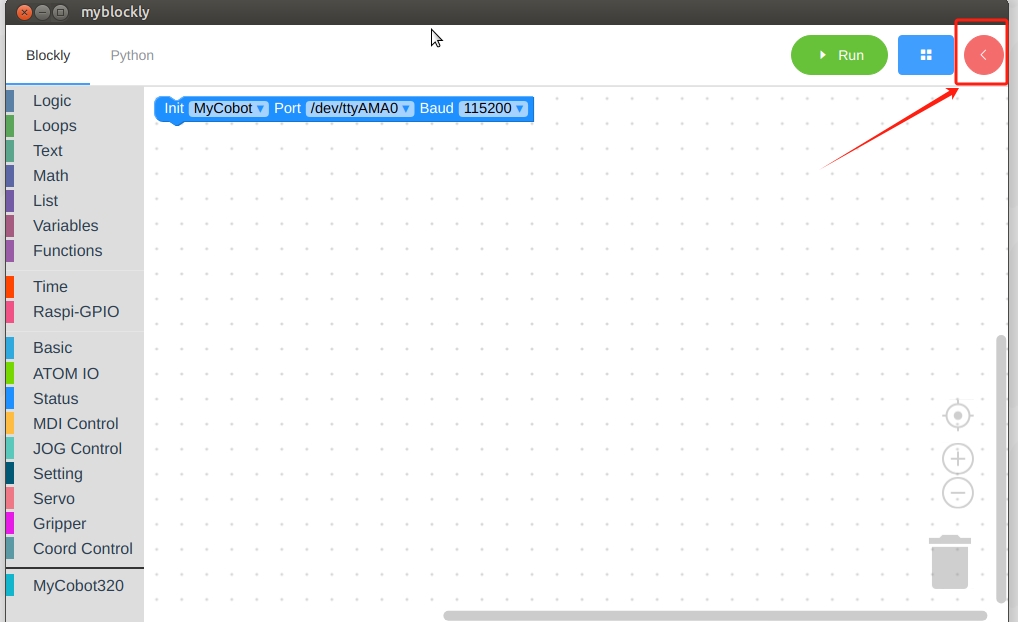 myblockly
Blockly Python Run
Init MyCobot Port /dev/ttyAMA0 Baud 115200
Logic
Loops
Text
Math
List
Variables
Functions
Time
Raspi-GPIO
Basic
ATOM IO
Status
MDI Control
JOG Control
Setting
Servo
Gripper
Coord Control
MyCobot320